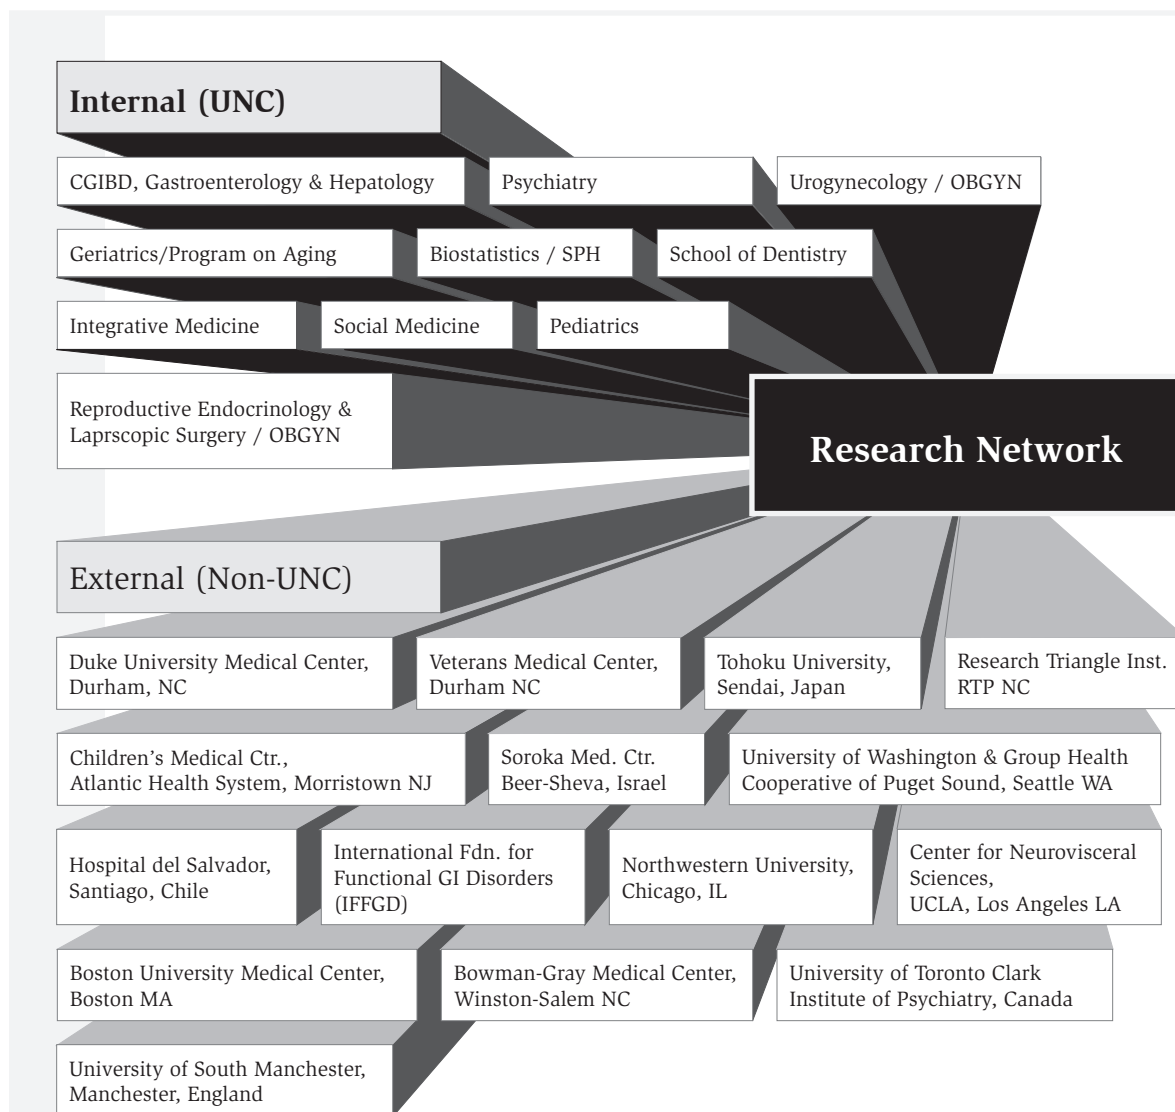 Internal (UNC)
CGIBD, Gastroenterology & Hepatology
Psychiatry
Urogynecology / OBGYN
Geriatrics/Program on Aging
Biostatistics / SPH
School of Dentistry
Integrative Medicine
Social Medicine
Pediatrics
Reproductive Endocrinology &
Laprscopic Surgery / OBGYN
Research Network
External (Non-UNC)
Duke University Medical Center,
Durham, NC
Veterans Medical Center,
Durham NC
Tohoku University,
Sendai, Japan
Research Triangle Inst.
RTP NC
Children's Medical Ctr.,
Atlantic Health System, Morristown NJ
Soroka Med. Ctr.
Beer-Sheva, Israel
University of Washington & Group Health
Cooperative of Puget Sound, Seattle WA
Hospital del Salvador,
Santiago, Chile
International Fdn. for
Functional GI Disorders
(IFFGD)
Northwestern University,
Chicago, IL
Center for Neurovisceral
Sciences,
UCLA, Los Angeles LA
Boston University Medical Center,
Boston MA
Bowman-Gray Medical Center,
Winston-Salem NC
University of Toronto Clark
Institute of Psychiatry, Canada
University of South Manchester,
Manchester, England